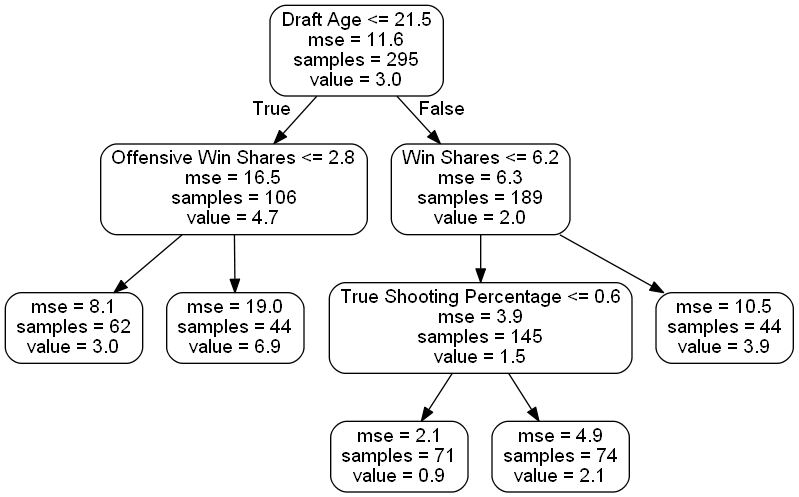 Draft Age <= 21.5
mse = 11.6
samples = 295
value = 3.0
True
False
Offensive Win Shares <= 2.8
mse = 16.5
samples = 106
value = 4.7
Win Shares <= 6.2
mse = 6.3
samples = 189
value = 2.0
mse = 8.1
samples = 62
value = 3.0
mse = 19.0
samples = 44
value = 6.9
True Shooting Percentage <= 0.6
mse = 3.9
samples = 145
value = 1.5
mse = 10.5
samples = 44
value = 3.9
mse = 2.1
samples = 71
value = 0.9
mse = 4.9
samples = 74
value = 2.1